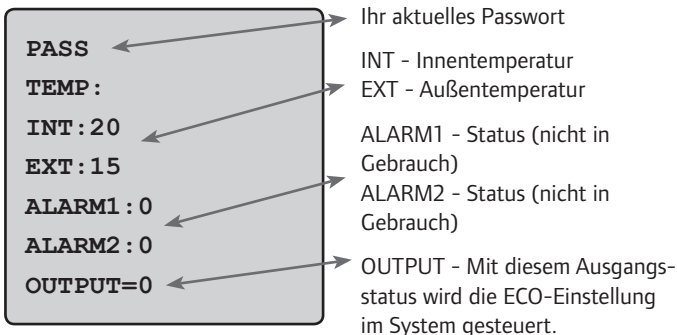 PASS
TEMP:
INT:20
EXT:15
ALARM1:0
ALARM2:0
OUTPUT=0
Ihr aktuelles Passwort
INT - Innentemperatur
EXT - Außentemperatur
ALARM1 - Status (nicht in
Gebrauch)
ALARM2 - Status (nicht in
Gebrauch)
OUTPUT - Mit diesem Ausgangs-
status wird die ECO-Einstellung
im System gesteuert.